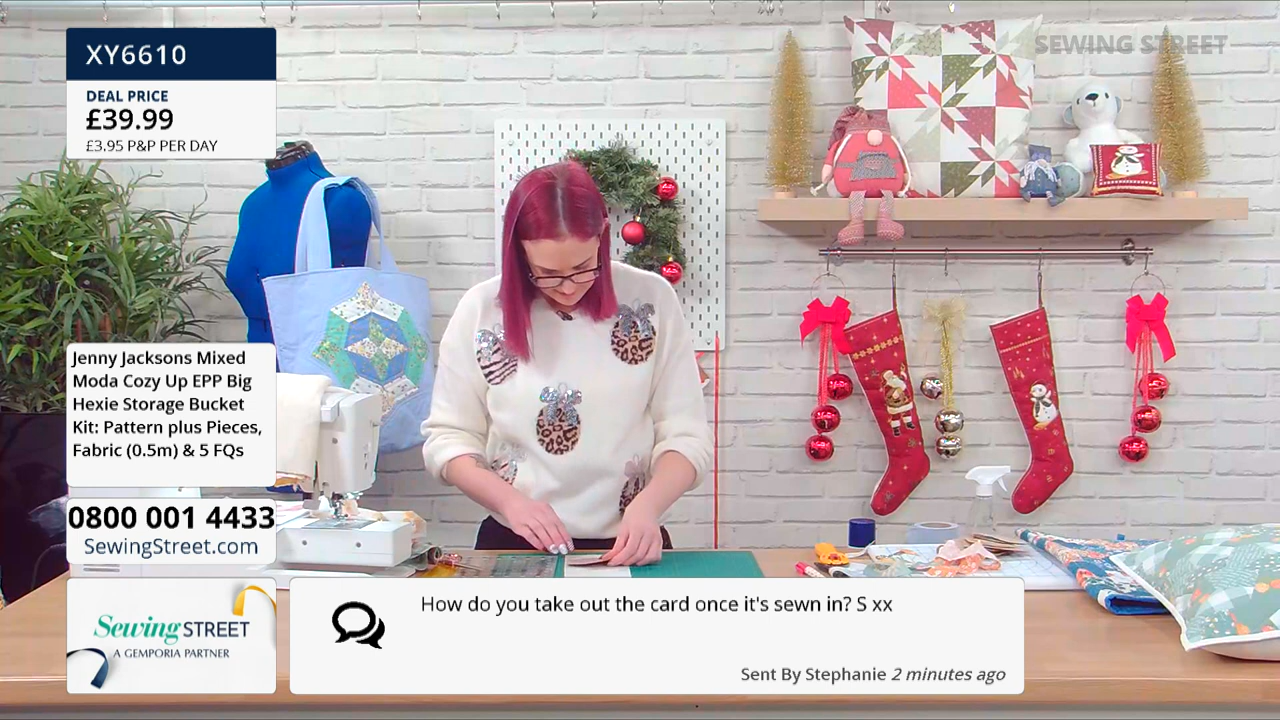 XY6610
DEAL PRICE
£39.99
£3.95 P&P PER DAY
SEWING STREET
Jenny Jacksons Mixed
Moda Cozy Up EPP Big
Hexie Storage Bucket
Kit: Pattern plus Pieces,
Fabric (0.5m) & 5 FQs
0800 001 4433
SewingStreet.com
Sewing STREET
A GEMPORIA PARTNER
How do you take out the card once it's sewn in? S xx
Sent By Stephanie 2 minutes ago